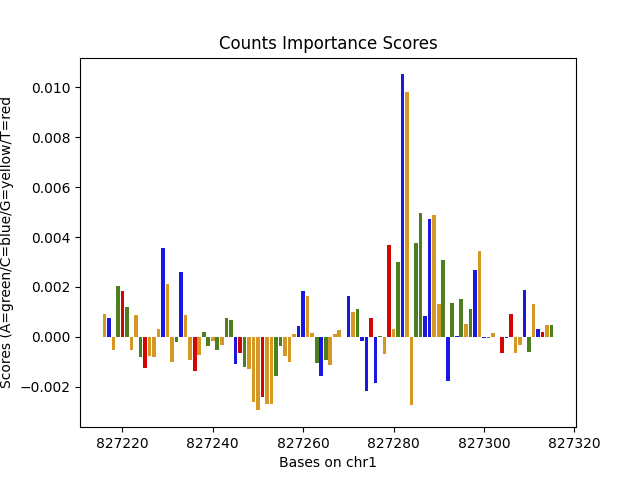 Counts Importance Scores
Scores (A=green/C=blue/G=yellow/T=red
0.010
0.008
0.006
0.004
0.002
0.000
−0.002
827220 827240 827260 827280 827300 827320
Bases on chr1